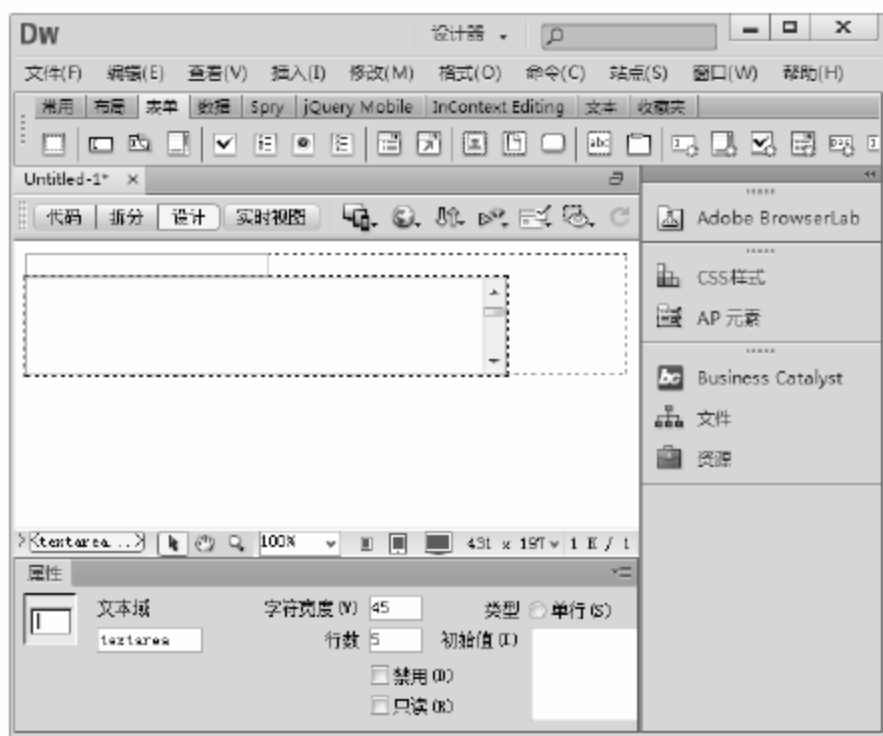 Dw 设计器
文件(F) 编辑(E) 查看(V) 插入(I) 修改(M) 格式(O) 命令(C) 站点(S) 窗口(W) 帮助(H)
常用 布局 表单 数据 Spry jQuery Mobile InContext Editing 文本 收藏夹
Untitled-1* ×
代码 拆分 设计 实时视图
Adobe BrowserLab
CSS样式
AP 元素
Business Catalyst
文件
资源
<textarea...> 100% 431 x 197 1 K / 1
属性
文本域 字符宽度(W) 45 类型 单行(S)
textarea 行数 5 初始值(I)
禁用(D)
只读(R)